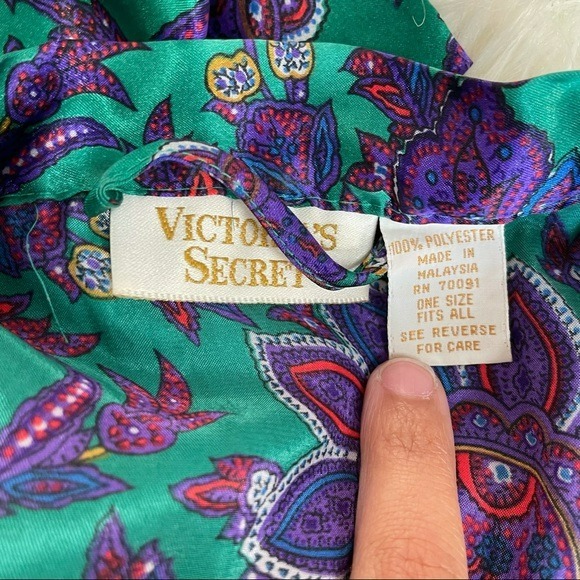 VICTORIA'S
SECRET
100% POLYESTER
MADE IN
MALAYSIA
RN 70091
ONE SIZE
FITS ALL
SEE REVERSE
FOR CARE